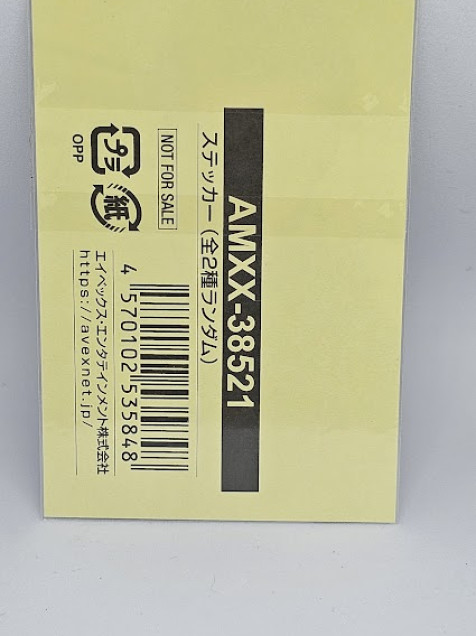 AMXX-38521
ステッカー(全2種ランダム)
NOT FOR SALE
プラ
OPP
紙
4 570102 535848
エイベックス・エンタテインメント株式会社
https://avexnet.jp/